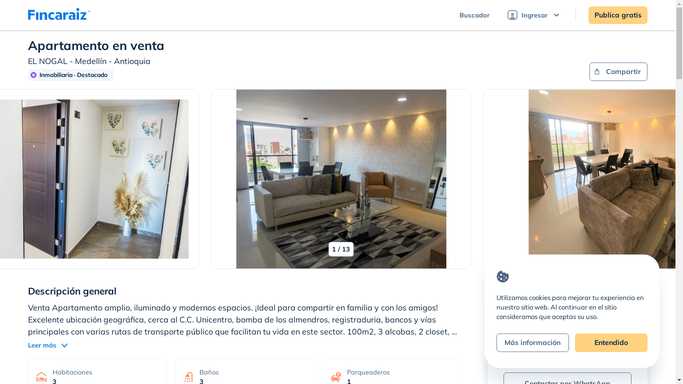 Fincaraiz
Buscador
Ingresar
Publica gratis
Apartamento en venta
EL NOGAL - Medellín - Antioquia
Inmobiliaria · Destacado
Compartir
1 / 13
Descripción general
Venta Apartamento amplio, iluminado y modernos espacios. ¡Ideal para compartir en familia y con los amigos!
Excelente ubicación geográfica, cerca al C.C. Unicentro, bomba de los almendros, registraduría, bancos y vías
principales con varias rutas de transporte público que facilitan tu vida en este sector. 100m2, 3 alcobas, 2 closet, ...
Leer más
Habitaciones
3
Baños
3
Parqueaderos
1
Utilizamos cookies para mejorar tu experiencia en
nuestro sitio web. Al continuar en el sitio
consideramos que aceptas su uso.
Más información
Entendido
Contactar por WhatsApp